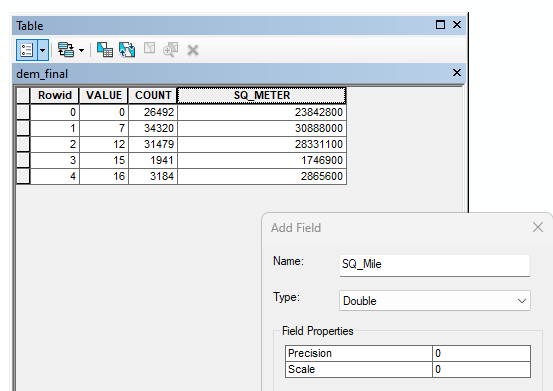 Table
dem_final
Rowid VALUE COUNT SQ_METER
0 0 26492 23842800
1 7 34320 30888000
2 12 31479 28331100
3 15 1941 1746900
4 16 3184 2865600
Add Field
Name: SQ_Mile
Type: Double
Field Properties
Precision 0
Scale 0